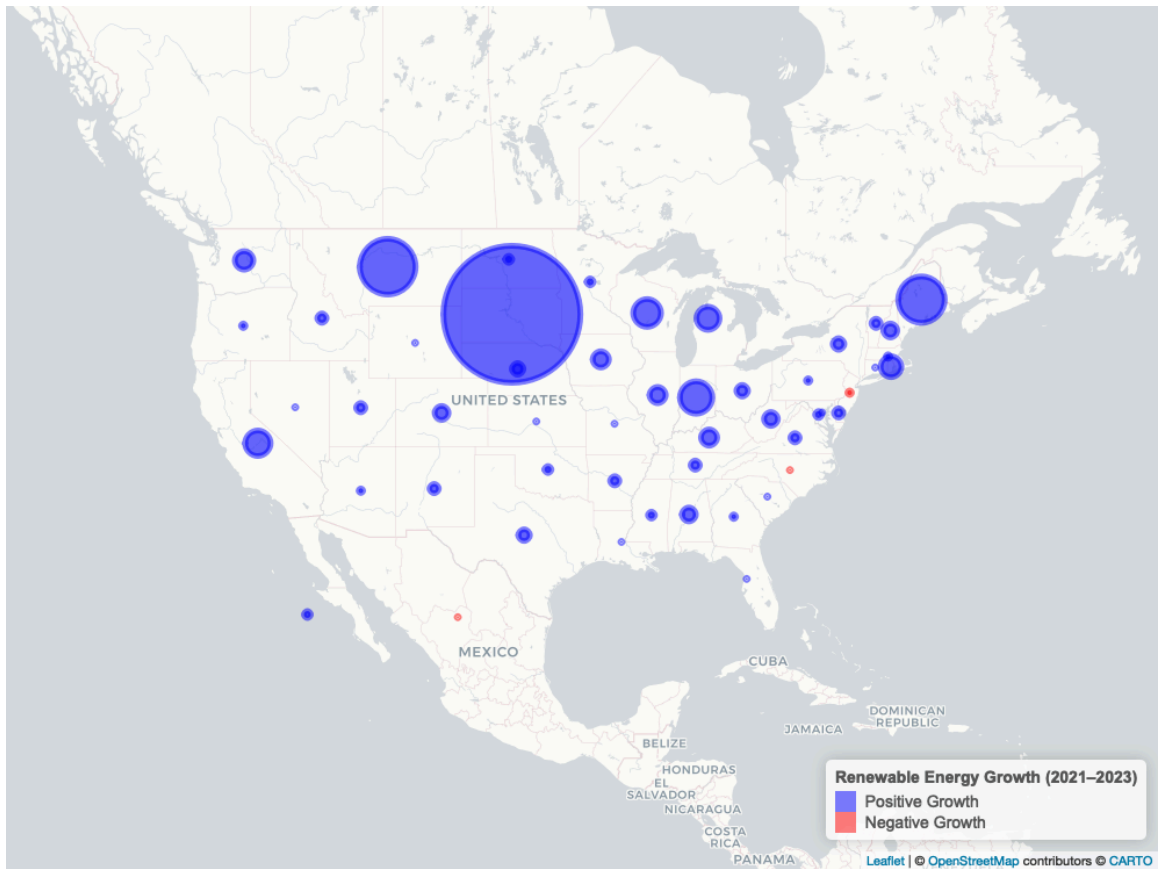 UNITED STATES
MEXICO
CUBA
DOMINICAN
REPUBLIC
JAMAICA
BELIZE
HONDURAS
EL
SALVADOR
NICARAGUA
COSTA
RICA
PANAMA
Renewable Energy Growth (2021–2023)
Positive Growth
Negative Growth
Leaflet | © OpenStreetMap contributors © CARTO